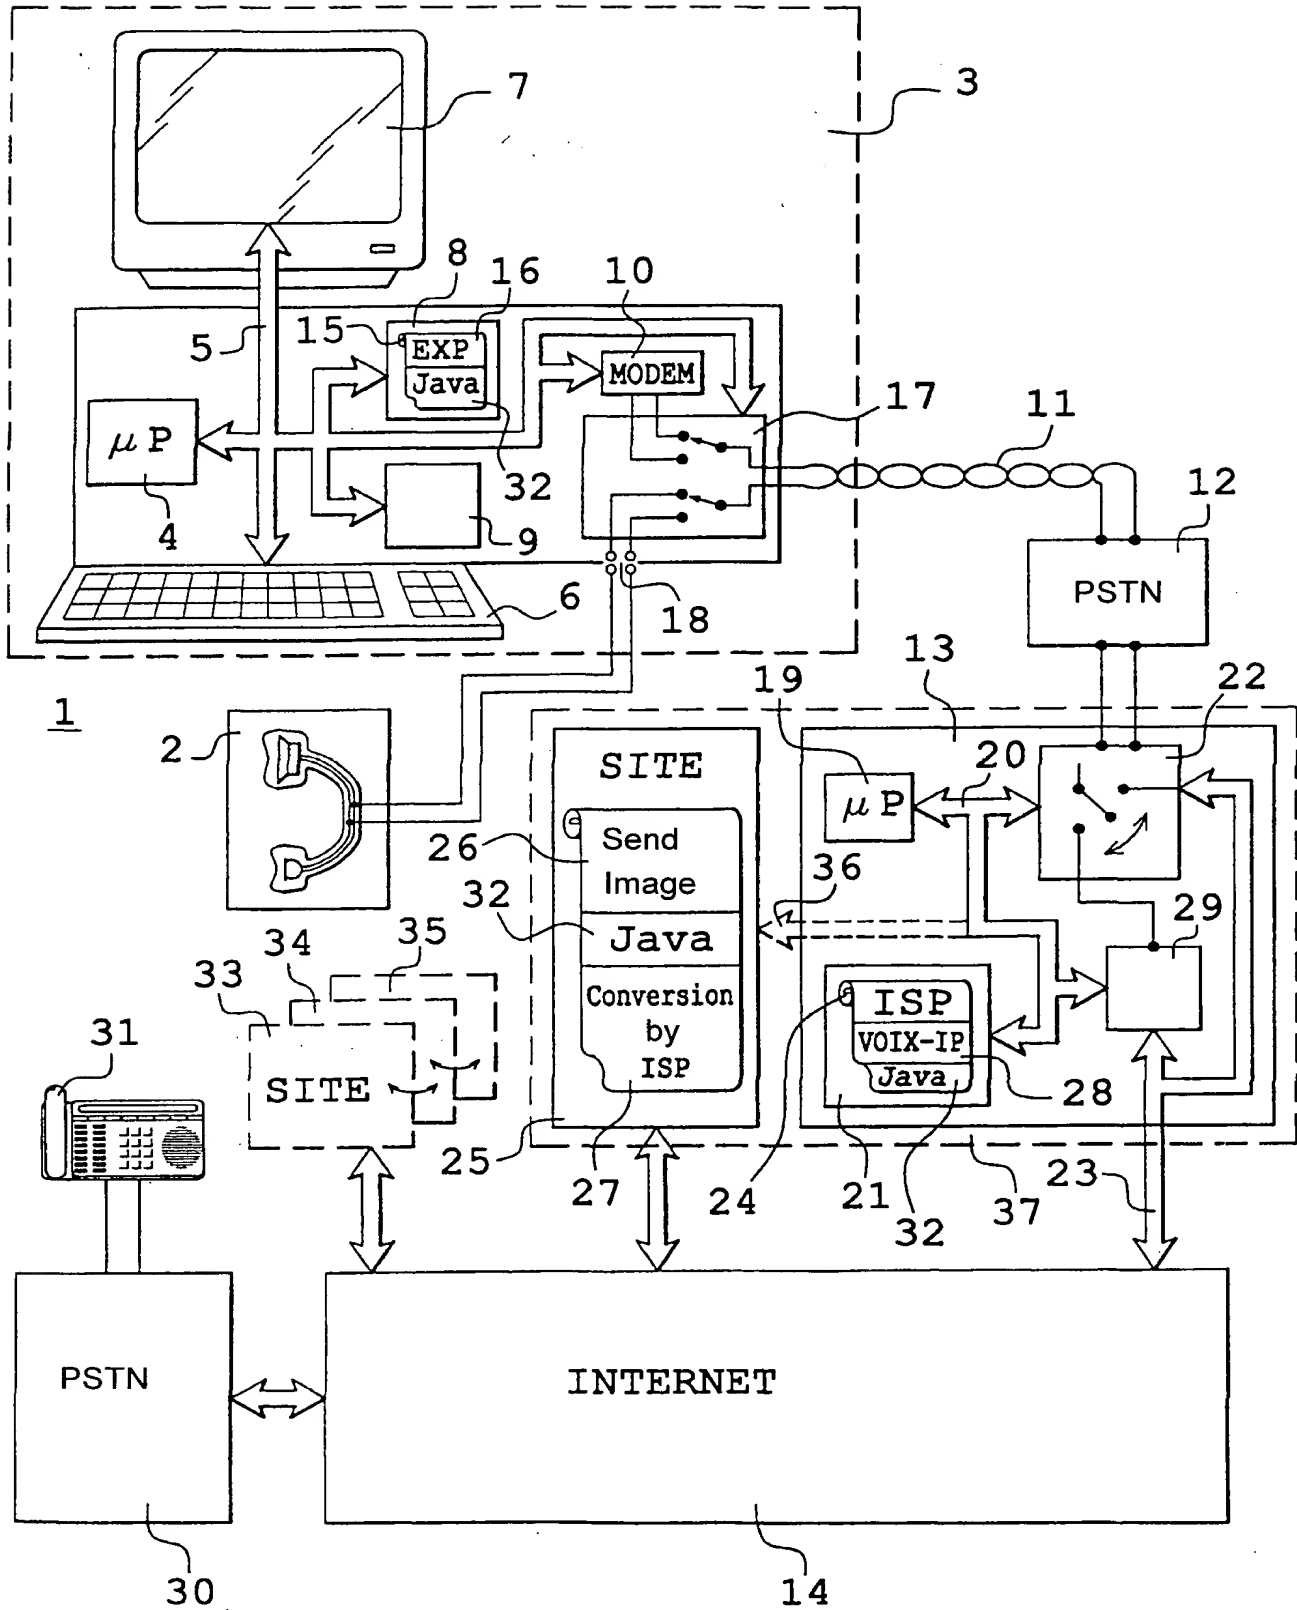 7
3
8
16
10
5
15
EXP
Java
MODEM
17
11
μP
32
12
4
9
PSTN
6
18
13
19
22
1
2
SITE
20
μP
26
Send
Image
36
32
Java
29
35
34
33
Conversion
by
ISP
ISP
VOIX-IP
Java
31
SITE
28
25
27
24
21
32
37
23
PSTN
INTERNET
30
14